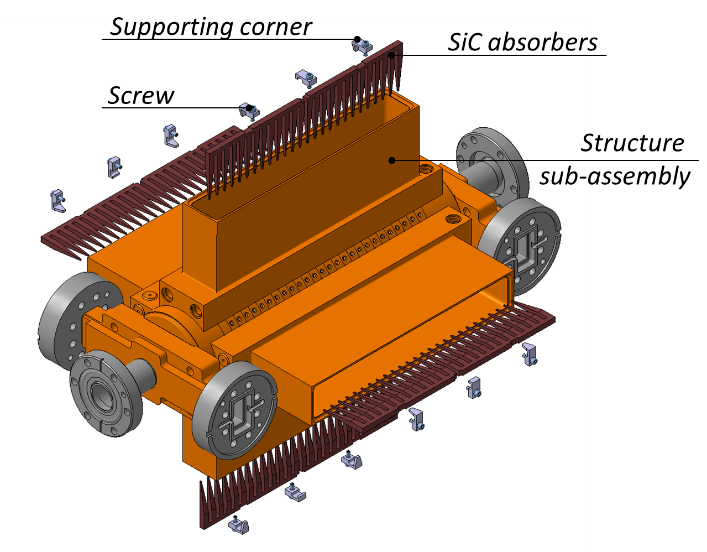 Supporting corner
SiC absorbers
Screw
Structure
sub-assembly